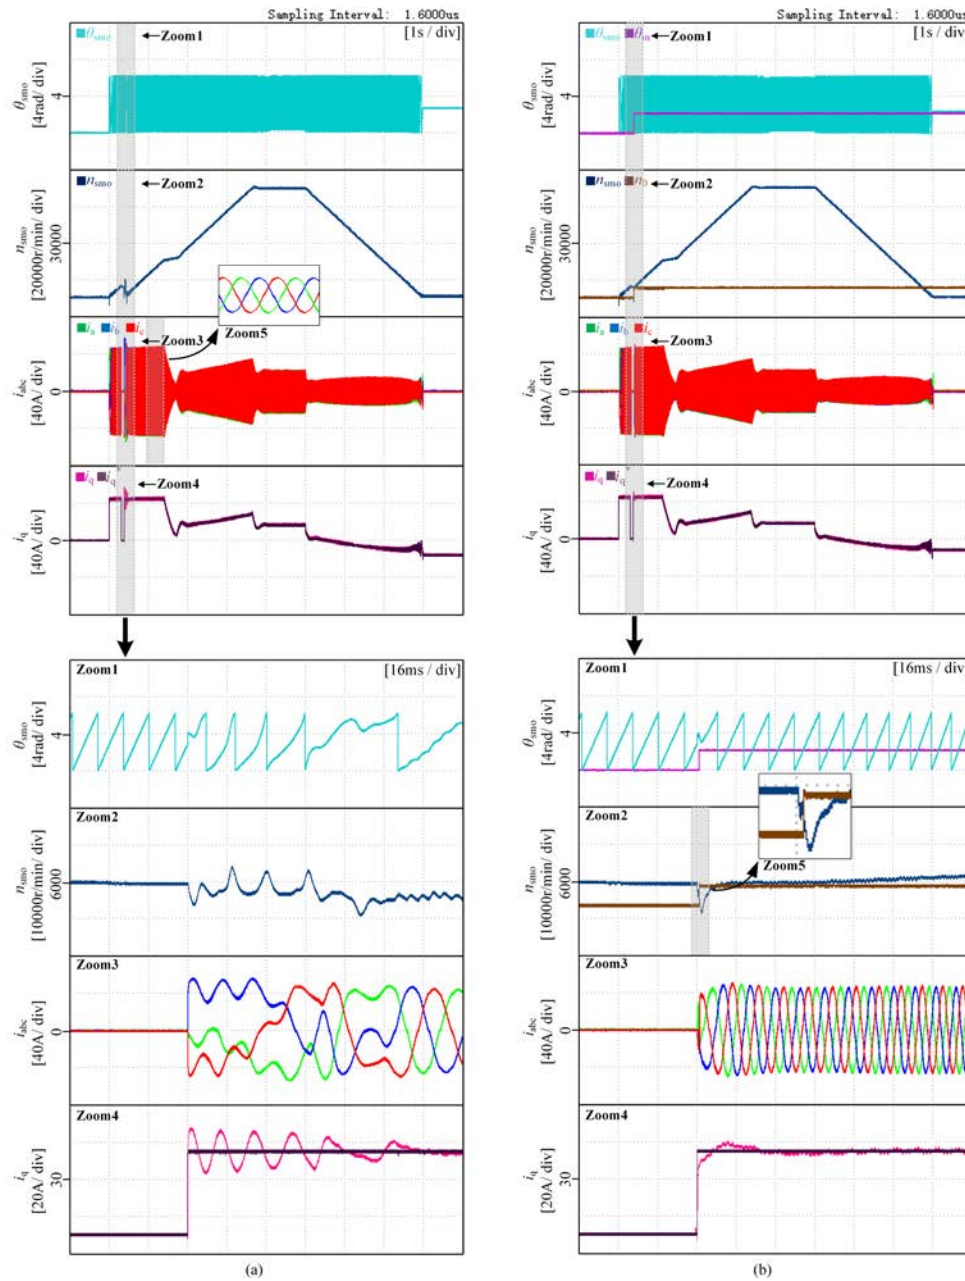 Sampling Interval: 1.6000us
θsmo
Zoom1
[1s / div]
4
θsmo
[4rad/ div]
nsmo
Zoom2
30000
nsmo
[20000r/min/ div]
ia ib ic
Zoom3
Zoom5
0
iabc
[40A/ div]
iq iq*
Zoom4
0
iq
[40A/ div]
Zoom1
[16ms / div]
4
θsmo
[4rad/ div]
Zoom2
6000
nsmo
[10000r/min/ div]
Zoom3
0
iabc
[40A/ div]
Zoom4
30
iq
[20A/ div]
(a)
Sampling Interval: 1.6000us
θsmo θin
Zoom1
[1s / div]
4
θsmo
[4rad/ div]
nsmo n0
Zoom2
30000
nsmo
[20000r/min/ div]
ia ib ic
Zoom3
0
iabc
[40A/ div]
iq iq*
Zoom4
0
iq
[40A/ div]
Zoom1
[16ms / div]
4
θsmo
[4rad/ div]
Zoom2
Zoom5
6000
nsmo
[10000r/min/ div]
Zoom3
0
iabc
[40A/ div]
Zoom4
30
iq
[20A/ div]
(b)